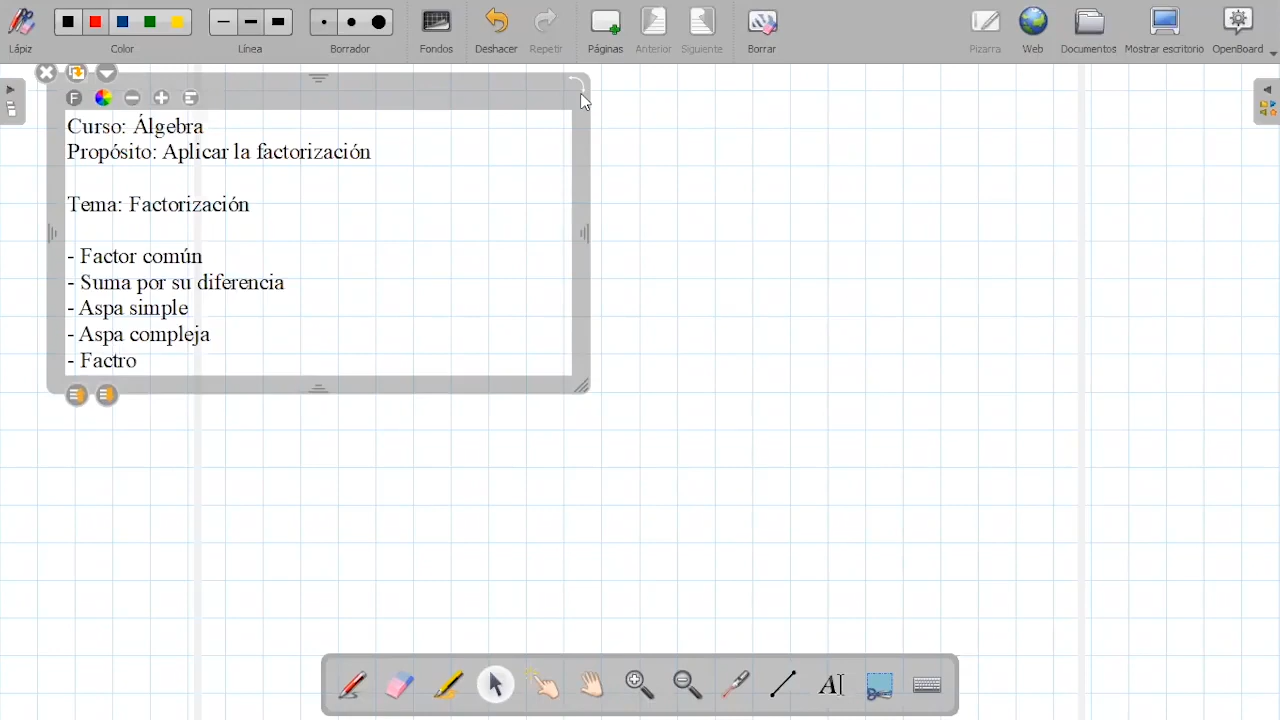 Lápiz Color Línea Borrador Fondos Deshacer Repetir Páginas Anterior Siguiente Borrar Pizarra Web Documentos Mostrar escritorio OpenBoard
F
Curso: Álgebra
Propósito: Aplicar la factorización
Tema: Factorización
- Factor común
- Suma por su diferencia
- Aspa simple
- Aspa compleja
- Factro
A